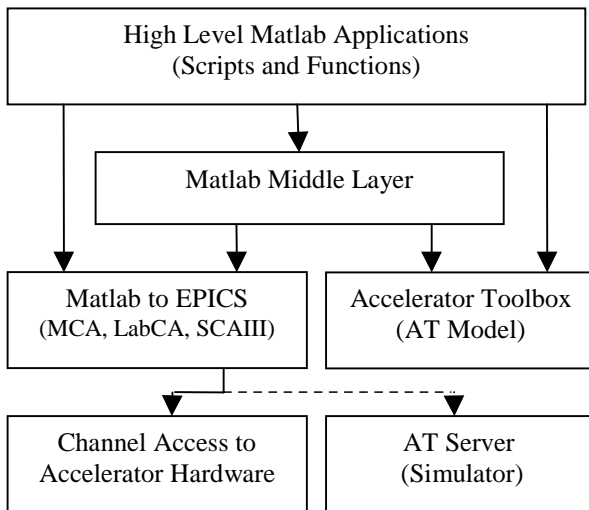 High Level Matlab Applications
(Scripts and Functions)
Matlab Middle Layer
Matlab to EPICS
(MCA, LabCA, SCAIII)
Accelerator Toolbox
(AT Model)
Channel Access to
Accelerator Hardware
AT Server
(Simulator)